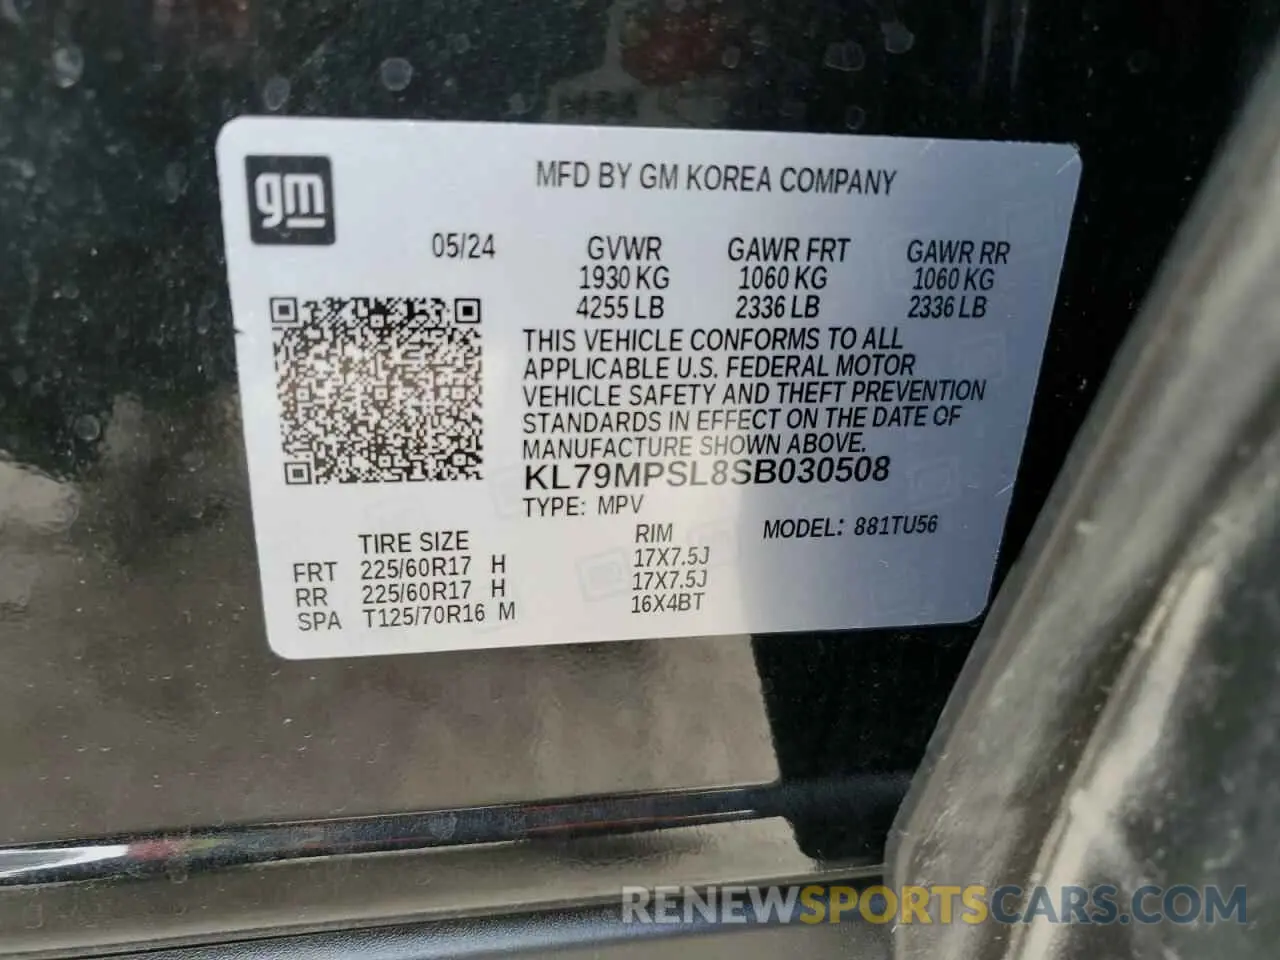 gm
MFD BY GM KOREA COMPANY
05/24
GVWR GAWR FRT GAWR RR
1930 KG 1060 KG 1060 KG
4255 LB 2336 LB 2336 LB
THIS VEHICLE CONFORMS TO ALL
APPLICABLE U.S. FEDERAL MOTOR
VEHICLE SAFETY AND THEFT PREVENTION
STANDARDS IN EFFECT ON THE DATE OF
MANUFACTURE SHOWN ABOVE.
KL79MPSL8SB030508
TYPE: MPV
MODEL: 881TU56
TIRE SIZE RIM
FRT 225/60R17 H 17X7.5J
RR 225/60R17 H 17X7.5J
SPA T125/70R16 M 16X4BT
RENEWSPORTSCARS.COM